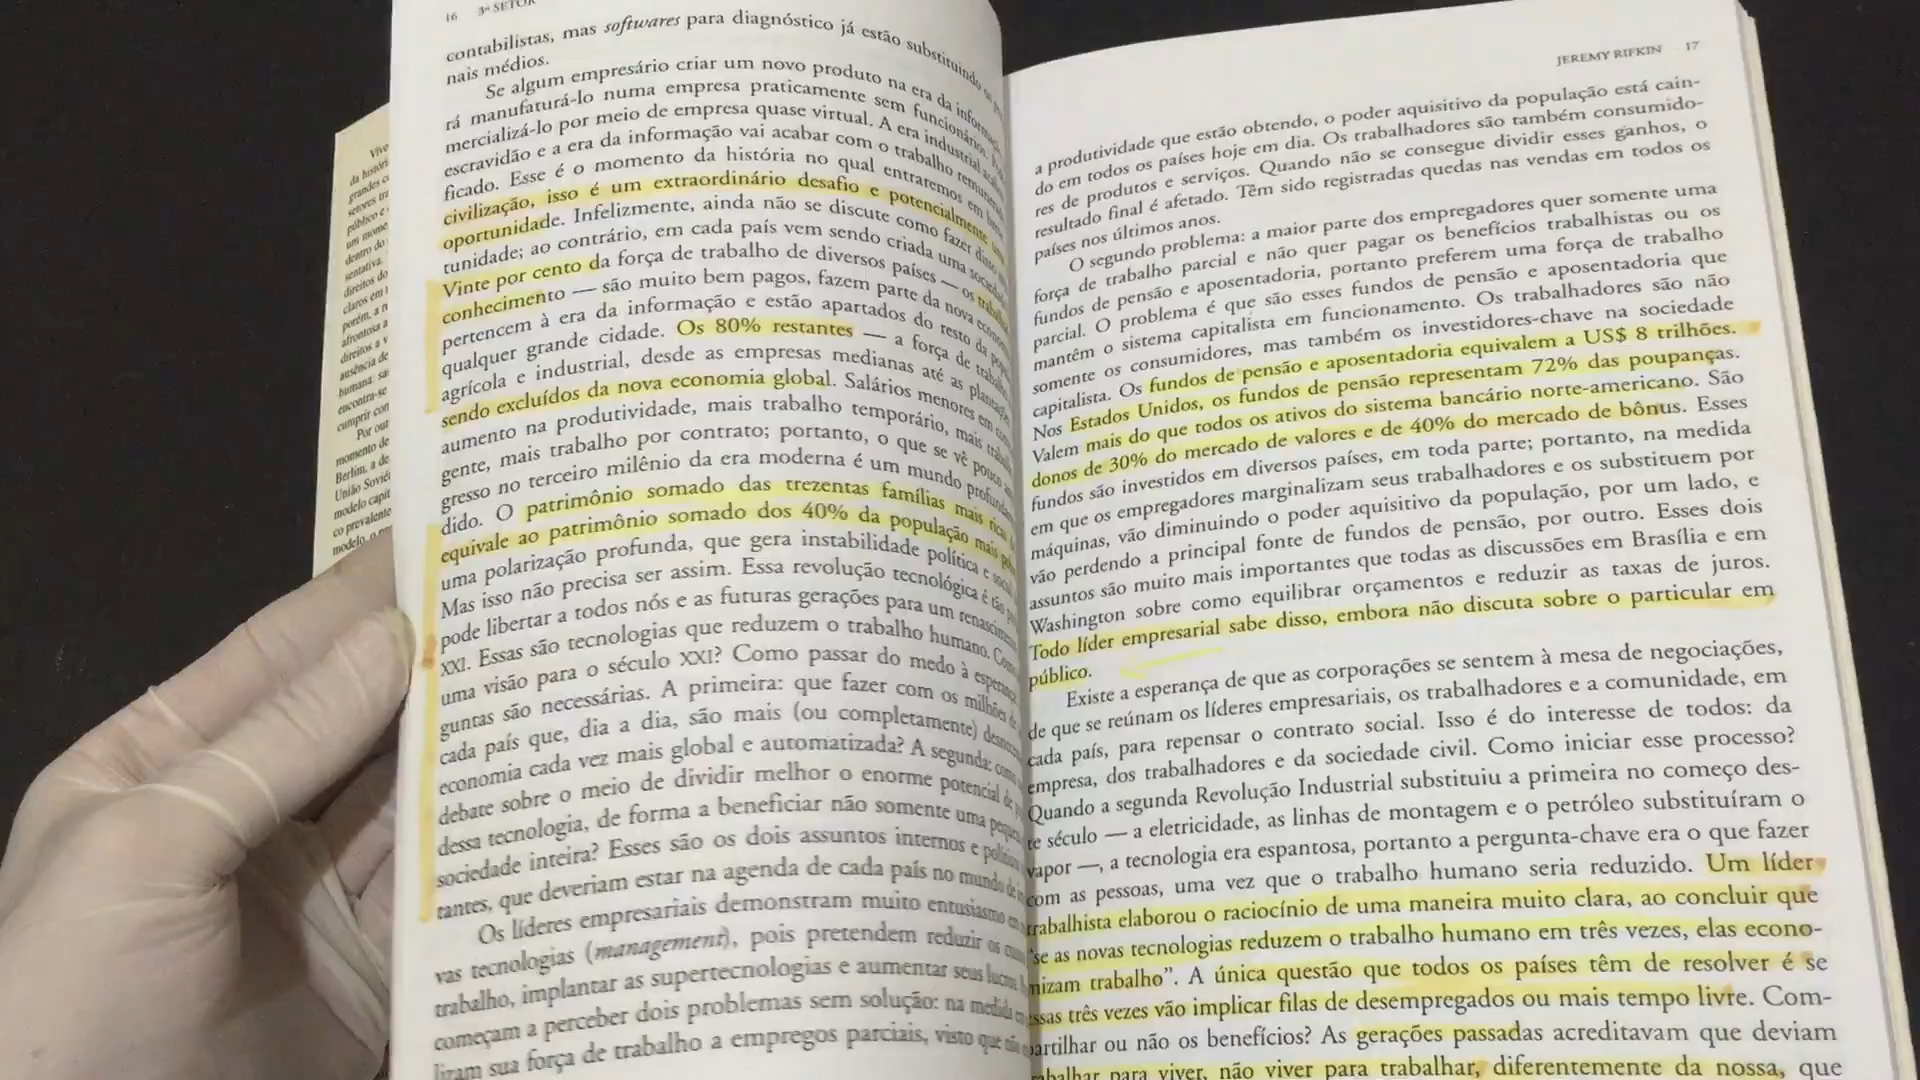 16 3º SETOR
contabilistas, mas softwares para diagnóstico já estão substituindo
nais médios.
Se algum empresário criar um novo produto na era da
rá manufaturá-lo numa empresa praticamente sem funcionários.
mercializá-lo por meio de empresa quase virtual. A era industrial
escravidão e a era da informação vai acabar com o trabalho
ficado. Esse é o momento da história no qual entraremos em
civilização, isso é um extraordinário desafio e potencialmente
oportunidade. Infelizmente, ainda não se discute como fazer
tunidade; ao contrário, em cada país vem sendo criada uma
Vinte por cento da força de trabalho de diversos países — os
conhecimento — são muito bem pagos, fazem parte da nova
pertencem à era da informação e estão apartados do resto da
qualquer grande cidade. Os 80% restantes — a força de
agrícola e industrial, desde as empresas medianas até as
sendo excluídos da nova economia global. Salários menores em
aumento na produtividade, mais trabalho temporário, mais
gente, mais trabalho por contrato; portanto, o que se vê
gresso no terceiro milênio da era moderna é um mundo
dido. O patrimônio somado das trezentas famílias mais
equivale ao patrimônio somado dos 40% da população mais
uma polarização profunda, que gera instabilidade política e
Mas isso não precisa ser assim. Essa revolução tecnológica é
pode libertar a todos nós e as futuras gerações para um
XXI. Essas são tecnologias que reduzem o trabalho humano.
uma visão para o século XXI? Como passar do medo à
guntas são necessárias. A primeira: que fazer com os milhões
cada país que, dia a dia, são mais (ou completamente)
economia cada vez mais global e automatizada? A segunda:
debate sobre o meio de dividir melhor o enorme potencial
dessa tecnologia, de forma a beneficiar não somente uma
sociedade inteira? Esses são os dois assuntos internos e
tantes, que deveriam estar na agenda de cada país no mundo
Os líderes empresariais demonstram muito entusiasmo
vas tecnologias (management), pois pretendem reduzir os
trabalho, implantar as supertecnologias e aumentar seus lucros.
começam a perceber dois problemas sem solução: na medida
lizam sua força de trabalho a empregos parciais, visto que
JEREMY RIFKIN 17
a produtividade que estão obtendo, o poder aquisitivo da população está cain-
do em todos os países hoje em dia. Os trabalhadores são também consumido-
res de produtos e serviços. Quando não se consegue dividir esses ganhos, o
resultado final é afetado. Têm sido registradas quedas nas vendas em todos os
países nos últimos anos.
O segundo problema: a maior parte dos empregadores quer somente uma
força de trabalho parcial e não quer pagar os benefícios trabalhistas ou os
fundos de pensão e aposentadoria, portanto preferem uma força de trabalho
parcial. O problema é que são esses fundos de pensão e aposentadoria que
mantêm o sistema capitalista em funcionamento. Os trabalhadores são não
somente os consumidores, mas também os investidores-chave na sociedade
capitalista. Os fundos de pensão e aposentadoria equivalem a US$ 8 trilhões.
Nos Estados Unidos, os fundos de pensão representam 72% das poupanças.
Valem mais do que todos os ativos do sistema bancário norte-americano. São
donos de 30% do mercado de valores e de 40% do mercado de bônus. Esses
fundos são investidos em diversos países, em toda parte; portanto, na medida
em que os empregadores marginalizam seus trabalhadores e os substituem por
máquinas, vão diminuindo o poder aquisitivo da população, por um lado, e
vão perdendo a principal fonte de fundos de pensão, por outro. Esses dois
assuntos são muito mais importantes que todas as discussões em Brasília e em
Washington sobre como equilibrar orçamentos e reduzir as taxas de juros.
Todo líder empresarial sabe disso, embora não discuta sobre o particular em
público.
Existe a esperança de que as corporações se sentem à mesa de negociações,
de que se reúnam os líderes empresariais, os trabalhadores e a comunidade, em
cada país, para repensar o contrato social. Isso é do interesse de todos: da
empresa, dos trabalhadores e da sociedade civil. Como iniciar esse processo?
Quando a segunda Revolução Industrial substituiu a primeira no começo des-
te século — a eletricidade, as linhas de montagem e o petróleo substituíram o
vapor —, a tecnologia era espantosa, portanto a pergunta-chave era o que fazer
com as pessoas, uma vez que o trabalho humano seria reduzido. Um líder
trabalhista elaborou o raciocínio de uma maneira muito clara, ao concluir que
"se as novas tecnologias reduzem o trabalho humano em três vezes, elas econo-
mizam trabalho". A única questão que todos os países têm de resolver é se
essas três vezes vão implicar filas de desempregados ou mais tempo livre. Com-
partilhar ou não os benefícios? As gerações passadas acreditavam que deviam
trabalhar para viver, não viver para trabalhar, diferentemente da nossa, que